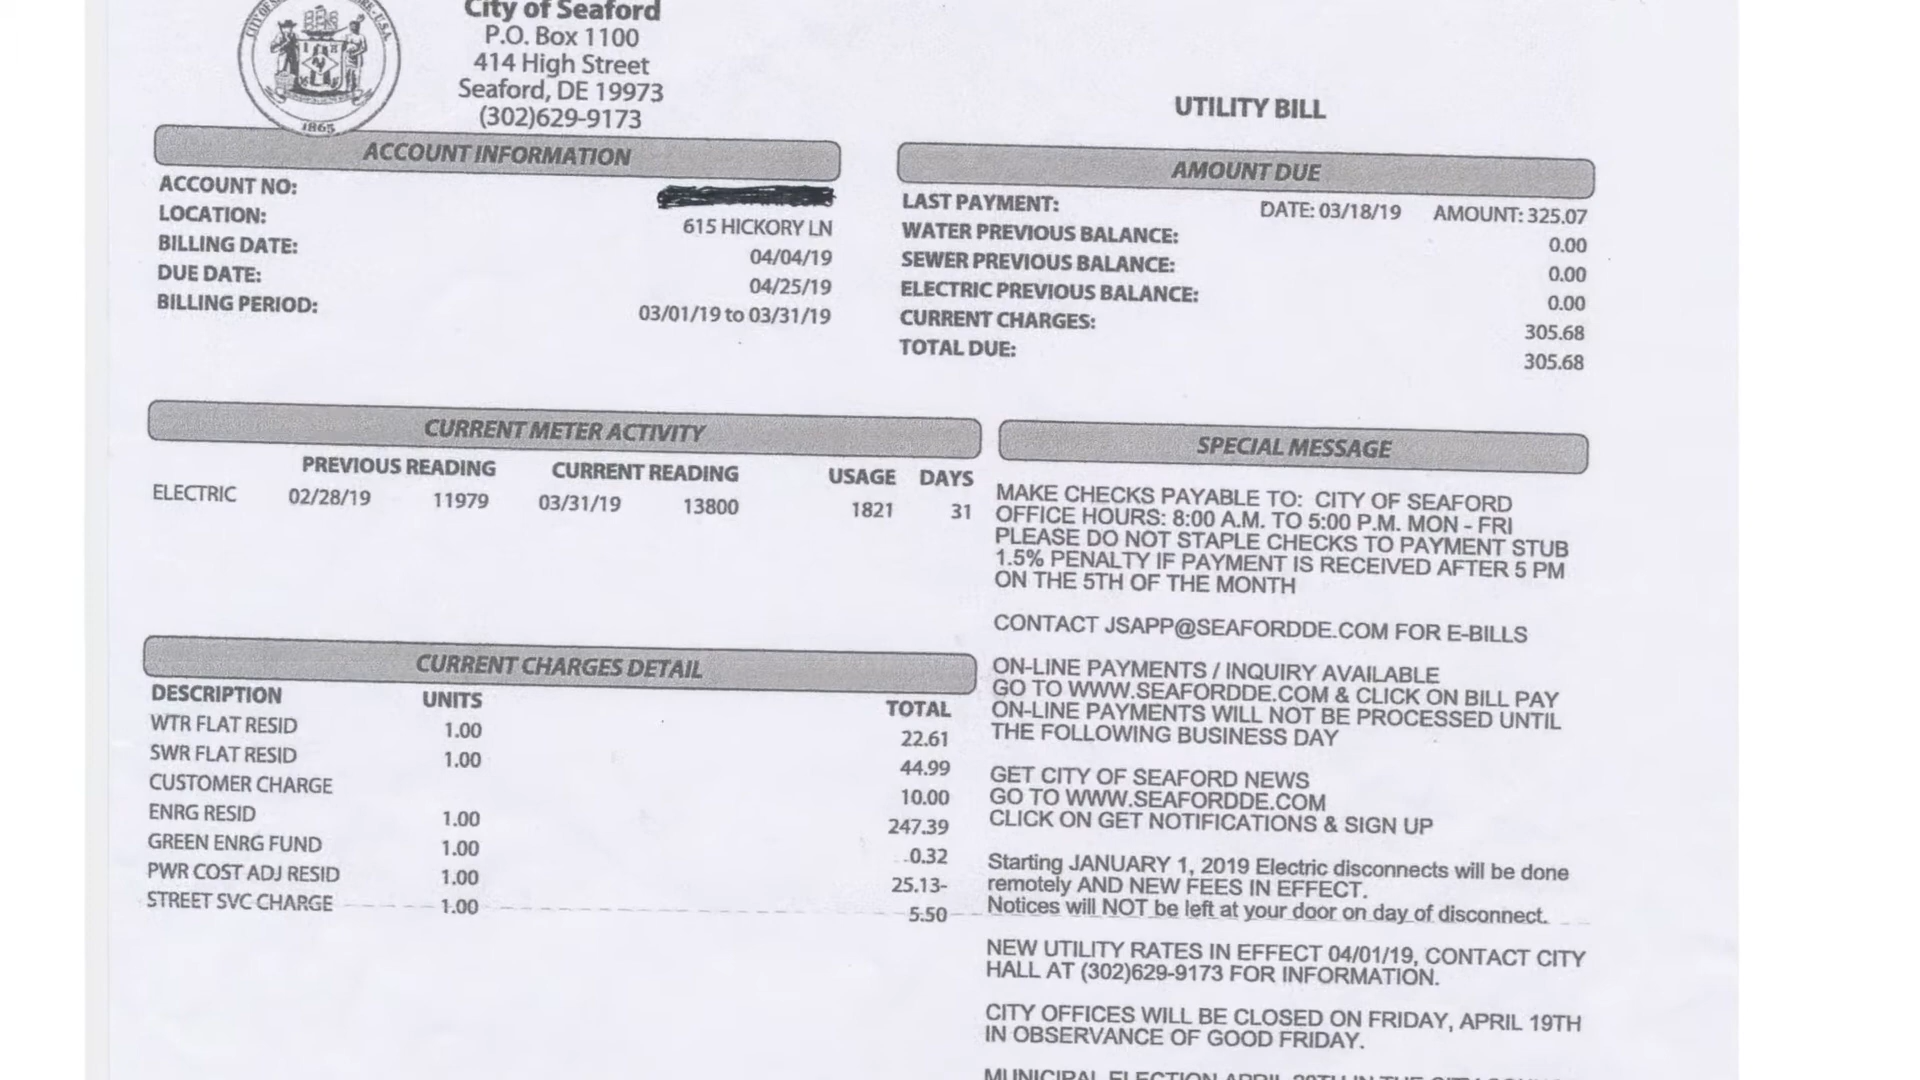 City of Seaford
P.O. Box 1100
414 High Street
Seaford, DE 19973
(302)629-9173
1865
UTILITY BILL
ACCOUNT INFORMATION
ACCOUNT NO:
LOCATION: 615 HICKORY LN
BILLING DATE: 04/04/19
DUE DATE: 04/25/19
BILLING PERIOD: 03/01/19 to 03/31/19
AMOUNT DUE
LAST PAYMENT: DATE: 03/18/19 AMOUNT: 325.07
WATER PREVIOUS BALANCE: 0.00
SEWER PREVIOUS BALANCE: 0.00
ELECTRIC PREVIOUS BALANCE: 0.00
CURRENT CHARGES: 305.68
TOTAL DUE: 305.68
CURRENT METER ACTIVITY
PREVIOUS READING CURRENT READING USAGE DAYS
ELECTRIC 02/28/19 11979 03/31/19 13800 1821 31
CURRENT CHARGES DETAIL
DESCRIPTION UNITS TOTAL
WTR FLAT RESID 1.00 22.61
SWR FLAT RESID 1.00 44.99
CUSTOMER CHARGE 10.00
ENRG RESID 1.00 247.39
GREEN ENRG FUND 1.00 0.32
PWR COST ADJ RESID 1.00 25.13-
STREET SVC CHARGE 1.00 5.50
SPECIAL MESSAGE
MAKE CHECKS PAYABLE TO: CITY OF SEAFORD
OFFICE HOURS: 8:00 A.M. TO 5:00 P.M. MON - FRI
PLEASE DO NOT STAPLE CHECKS TO PAYMENT STUB
1.5% PENALTY IF PAYMENT IS RECEIVED AFTER 5 PM
ON THE 5TH OF THE MONTH
CONTACT JSAPP@SEAFORDDE.COM FOR E-BILLS
ON-LINE PAYMENTS / INQUIRY AVAILABLE
GO TO WWW.SEAFORDDE.COM & CLICK ON BILL PAY
ON-LINE PAYMENTS WILL NOT BE PROCESSED UNTIL
THE FOLLOWING BUSINESS DAY
GET CITY OF SEAFORD NEWS
GO TO WWW.SEAFORDDE.COM
CLICK ON GET NOTIFICATIONS & SIGN UP
Starting JANUARY 1, 2019 Electric disconnects will be done
remotely AND NEW FEES IN EFFECT.
Notices will NOT be left at your door on day of disconnect.
NEW UTILITY RATES IN EFFECT 04/01/19, CONTACT CITY
HALL AT (302)629-9173 FOR INFORMATION.
CITY OFFICES WILL BE CLOSED ON FRIDAY, APRIL 19TH
IN OBSERVANCE OF GOOD FRIDAY.
MUNICIPAL ELECTION APRIL